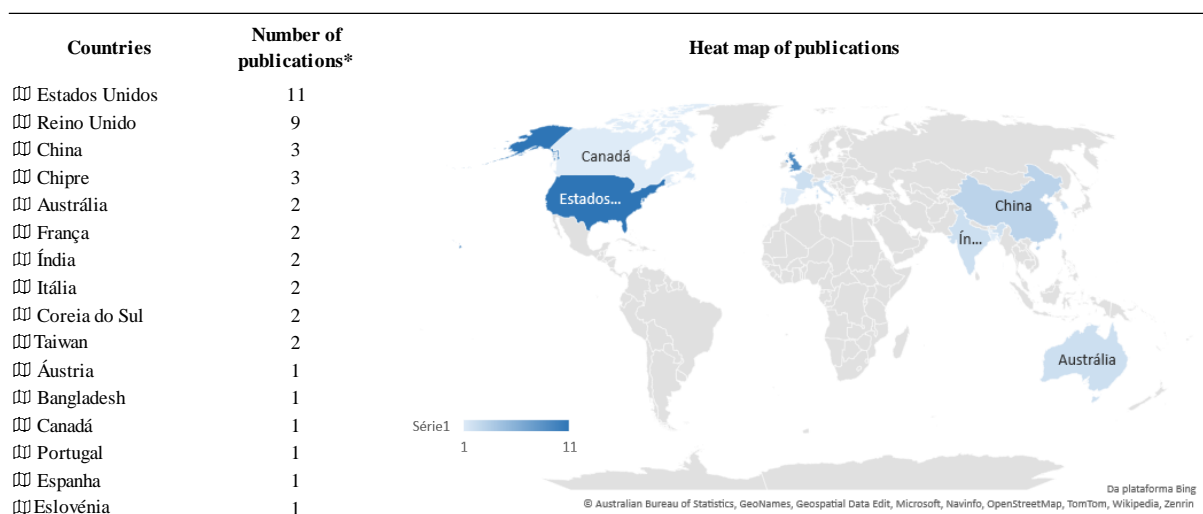 Countries
Number of
publications*
Heat map of publications
Estados Unidos 11
Reino Unido 9
China 3
Chipre 3
Austrália 2
França 2
Índia 2
Itália 2
Coreia do Sul 2
Taiwan 2
Áustria 1
Bangladesh 1
Canadá 1
Portugal 1
Espanha 1
Eslovénia 1
Canadá
Estados...
China
Ín...
Austrália
Série1
1 11
Da plataforma Bing
© Australian Bureau of Statistics, GeoNames, Geospatial Data Edit, Microsoft, Navinfo, OpenStreetMap, TomTom, Wikipedia, Zenrin